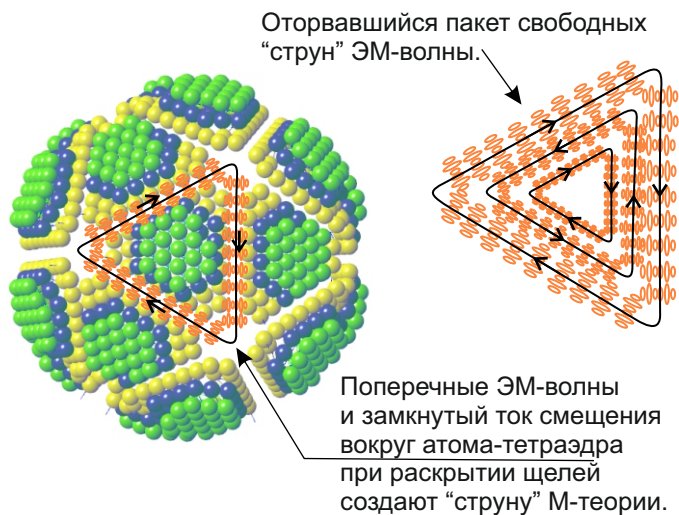 Оторвавшийся пакет свободных
“струн” ЭМ-волны.
Поперечные ЭМ-волны
и замкнутый ток смещения
вокруг атома-тетраэдра
при раскрытии щелей
создают “струну” М-теории.